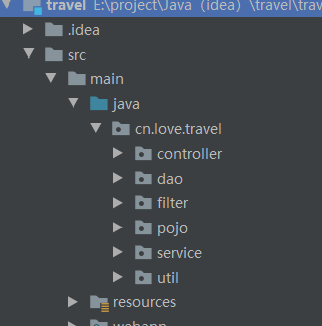 travel E:\project\Java（idea）\travel\trav
.idea
src
main
java
cn.love.travel
controller
dao
filter
pojo
service
util
resources
webapp